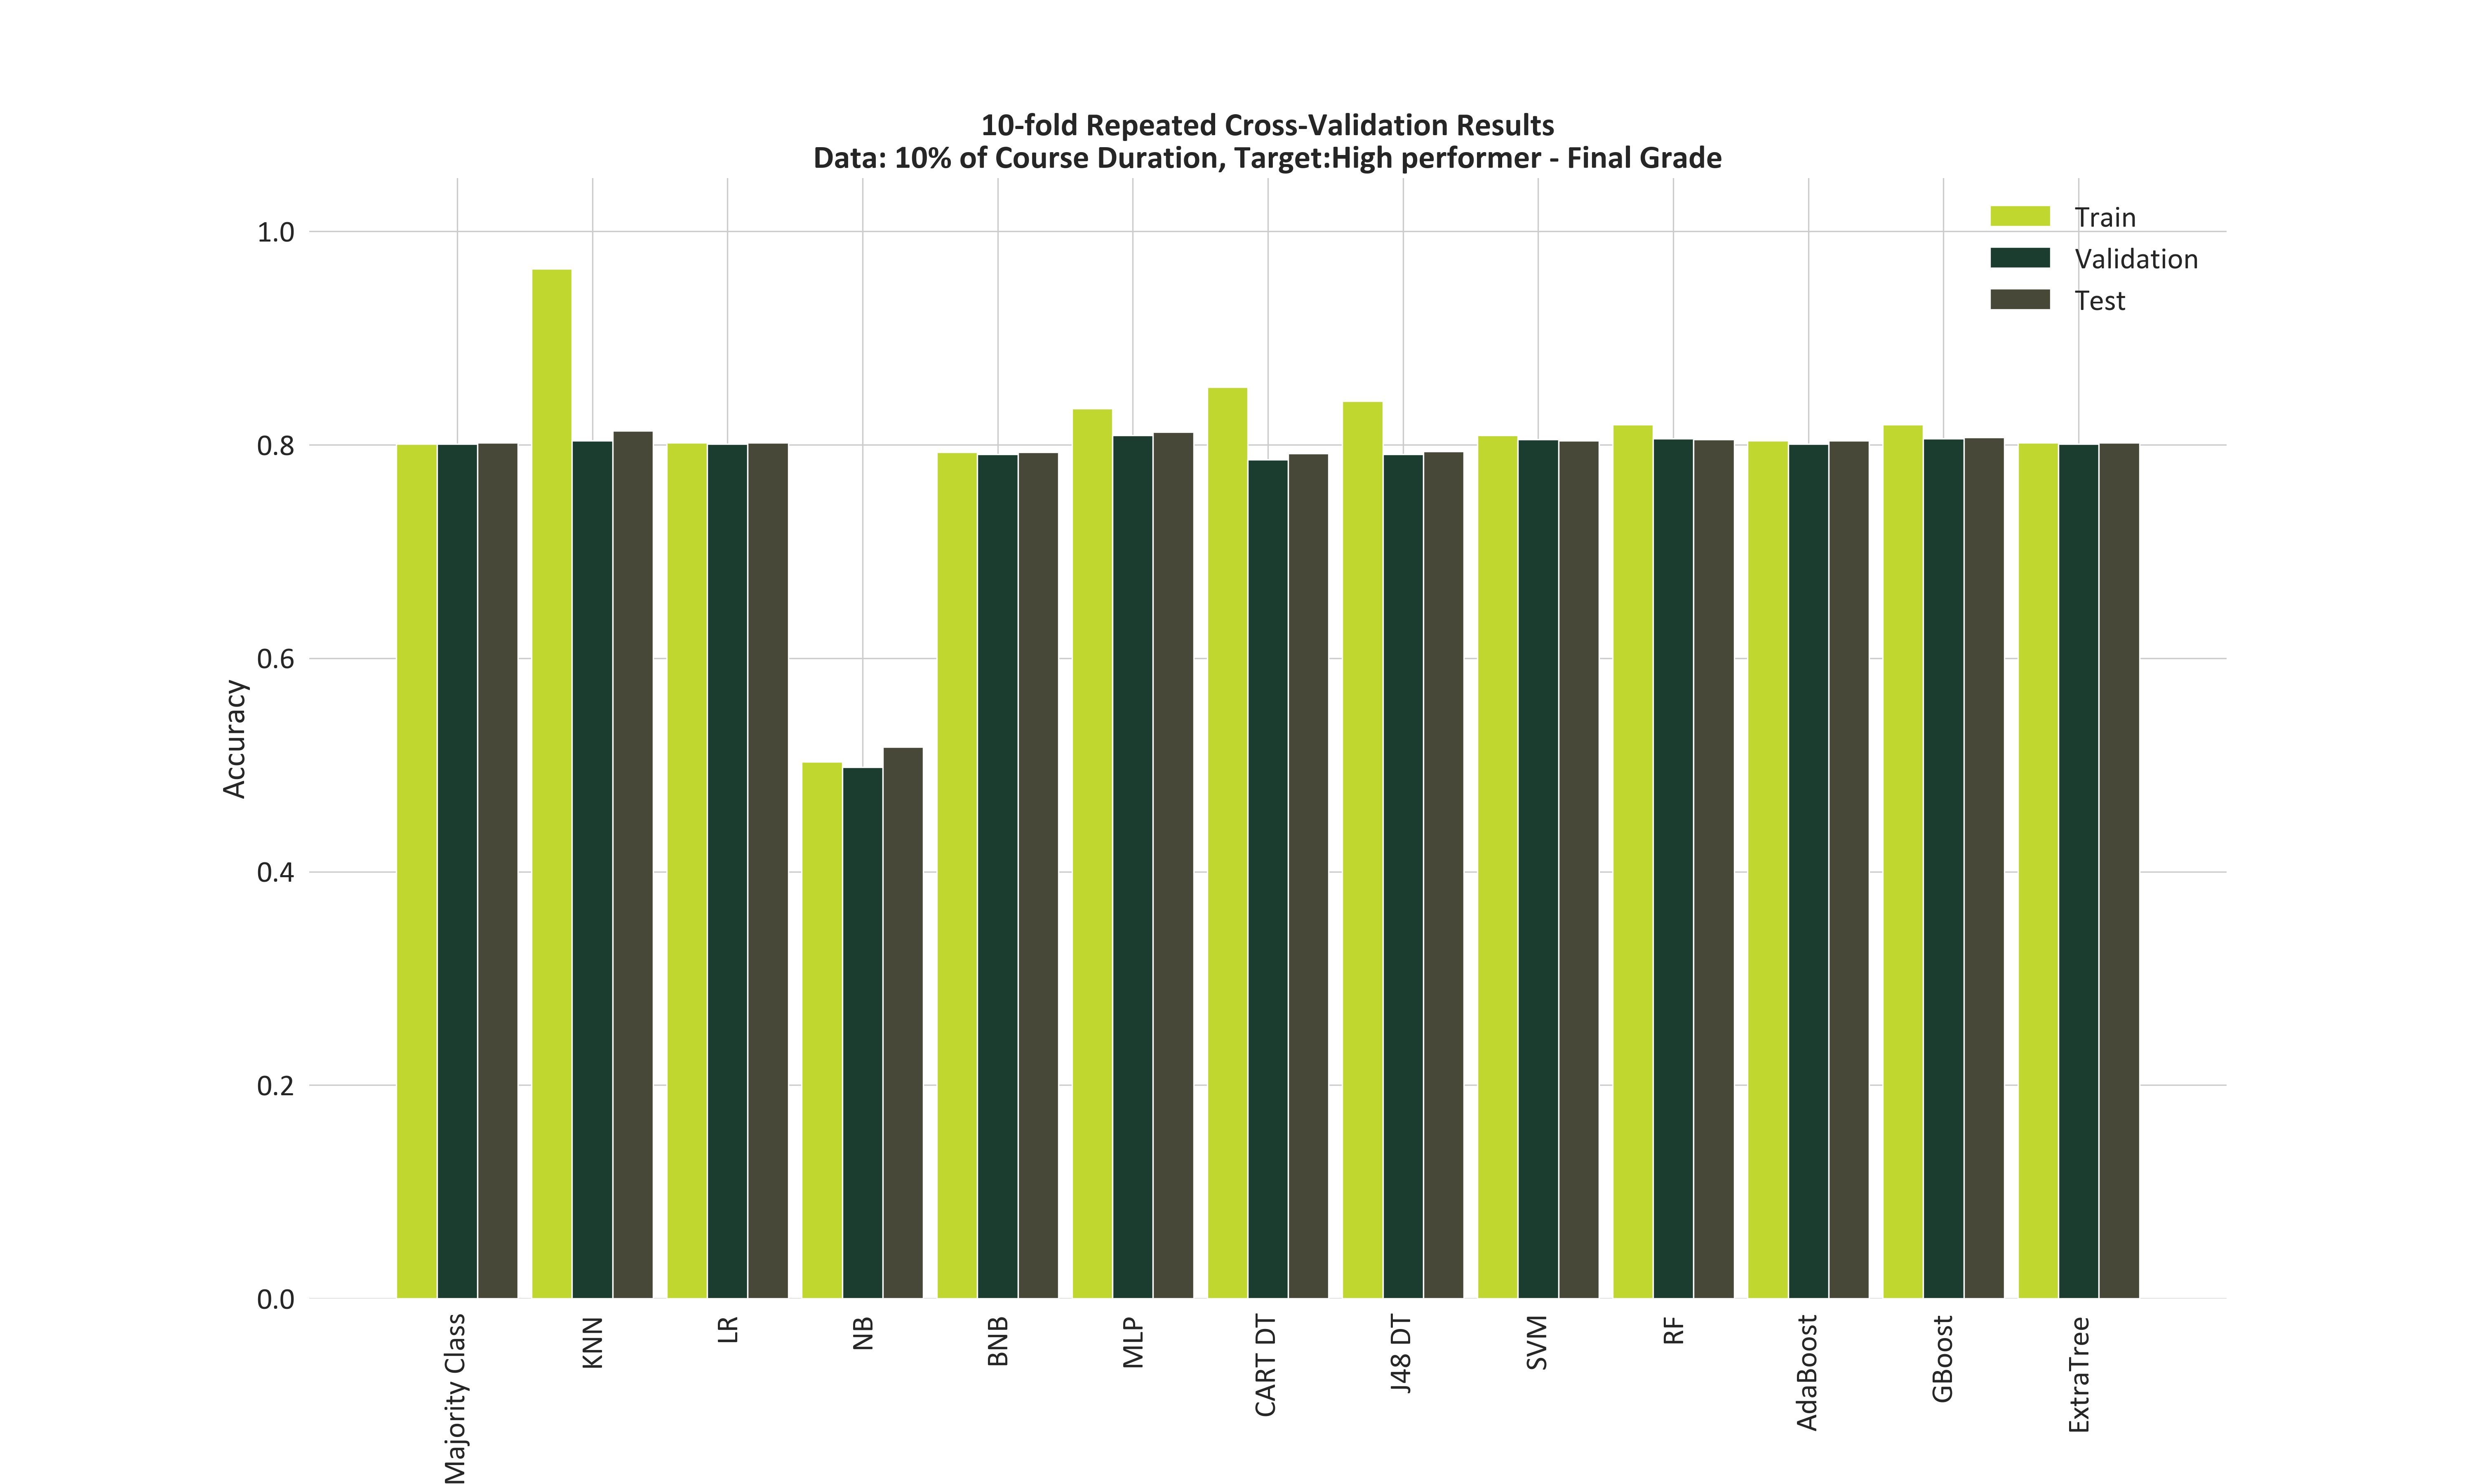 10-fold Repeated Cross-Validation Results
Data: 10% of Course Duration, Target:High performer - Final Grade
Train
Validation
Test
1.0
0.8
0.6
0.4
0.2
0.0
Accuracy
Majority Class
KNN
LR
NB
BNB
MLP
CART DT
J48 DT
SVM
RF
AdaBoost
GBoost
ExtraTree